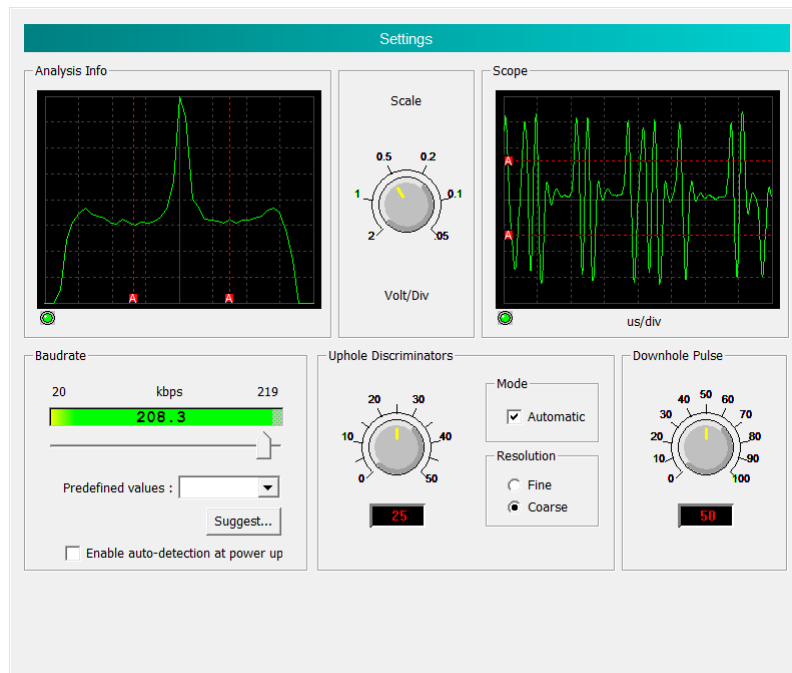 Settings
Analysis Info
A A
Scale
0.5 0.2
1 0.1
2 .05
Volt/Div
Scope
A
A
us/div
Baudrate
20 kbps 219
208.3
Predefined values :
Suggest...
Enable auto-detection at power up
Uphole Discriminators
20 30
10 40
0 50
25
Mode
Automatic
Resolution
Fine
Coarse
Downhole Pulse
40 50 60
30 70
20 80
10 90
0 100
50